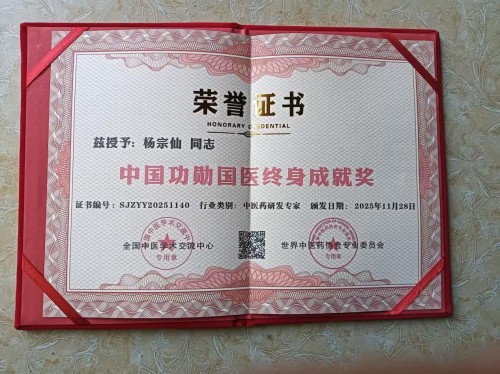 荣誉证书
HONORARY CREDENTIAL
兹授予：杨宗仙 同志
中国功勋国医终身成就奖
证书编号：SJZYY20251140 行业类别：中医药研发专家 颁发日期：2025年11月28日
全国中医学术交流中心 世界中医药协会专业委员会
专用章 专用章